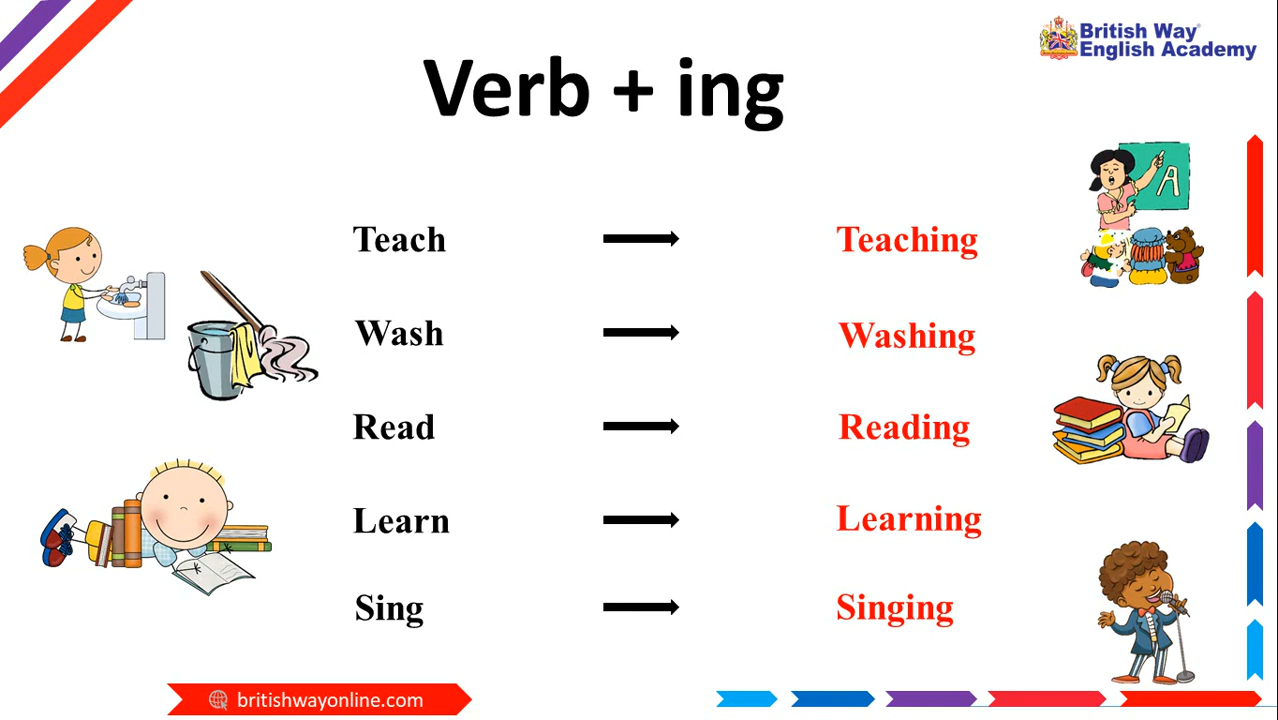 British Way
English Academy
Verb + ing
Teach Teaching
Wash Washing
Read Reading
Learn Learning
Sing Singing
A
britishwayonline.com